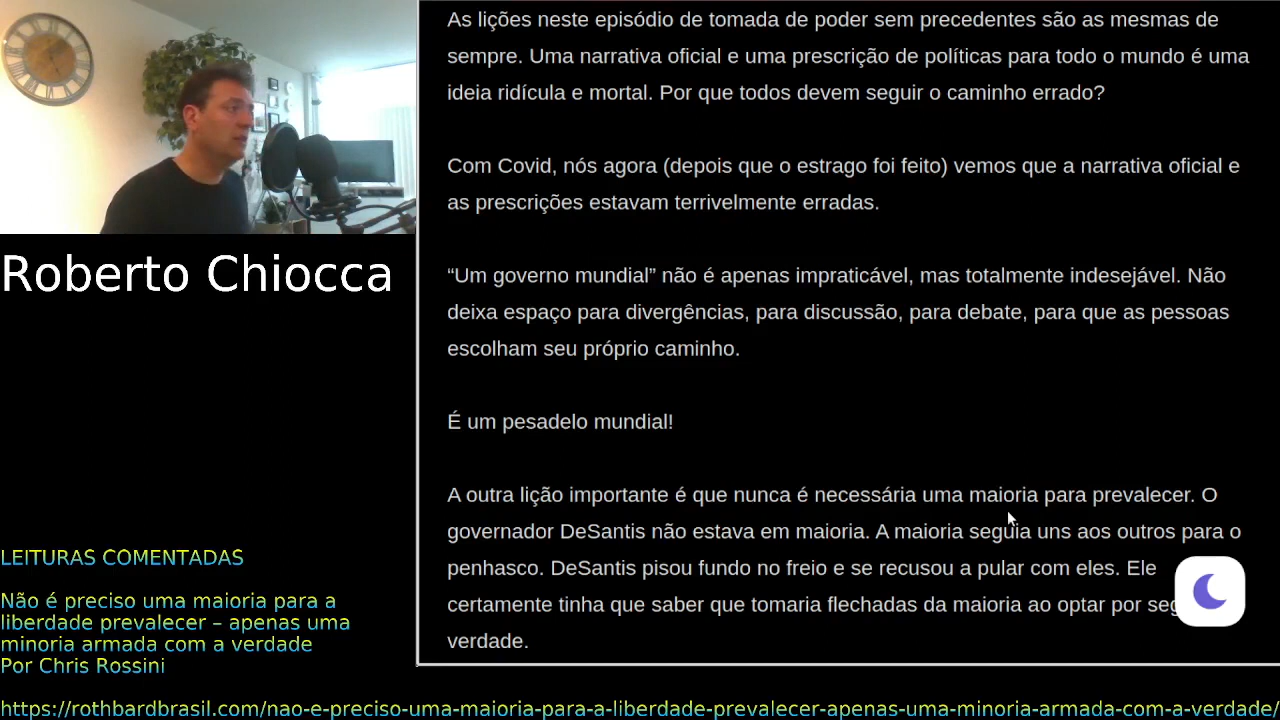 As lições neste episódio de tomada de poder sem precedentes são as mesmas de
sempre. Uma narrativa oficial e uma prescrição de políticas para todo o mundo é uma
ideia ridícula e mortal. Por que todos devem seguir o caminho errado?
Com Covid, nós agora (depois que o estrago foi feito) vemos que a narrativa oficial e
as prescrições estavam terrivelmente erradas.
“Um governo mundial” não é apenas impraticável, mas totalmente indesejável. Não
deixa espaço para divergências, para discussão, para debate, para que as pessoas
escolham seu próprio caminho.
É um pesadelo mundial!
A outra lição importante é que nunca é necessária uma maioria para prevalecer. O
governador DeSantis não estava em maioria. A maioria seguia uns aos outros para o
penhasco. DeSantis pisou fundo no freio e se recusou a pular com eles. Ele
certamente tinha que saber que tomaria flechadas da maioria ao optar por
verdade.
Roberto Chiocca
LEITURAS COMENTADAS
Não é preciso uma maioria para a
liberdade prevalecer – apenas uma
minoria armada com a verdade
Por Chris Rossini
https://rothbardbrasil.com/nao-e-preciso-uma-maioria-para-a-liberdade-prevalecer-apenas-uma-minoria-armada-com-a-verdade/